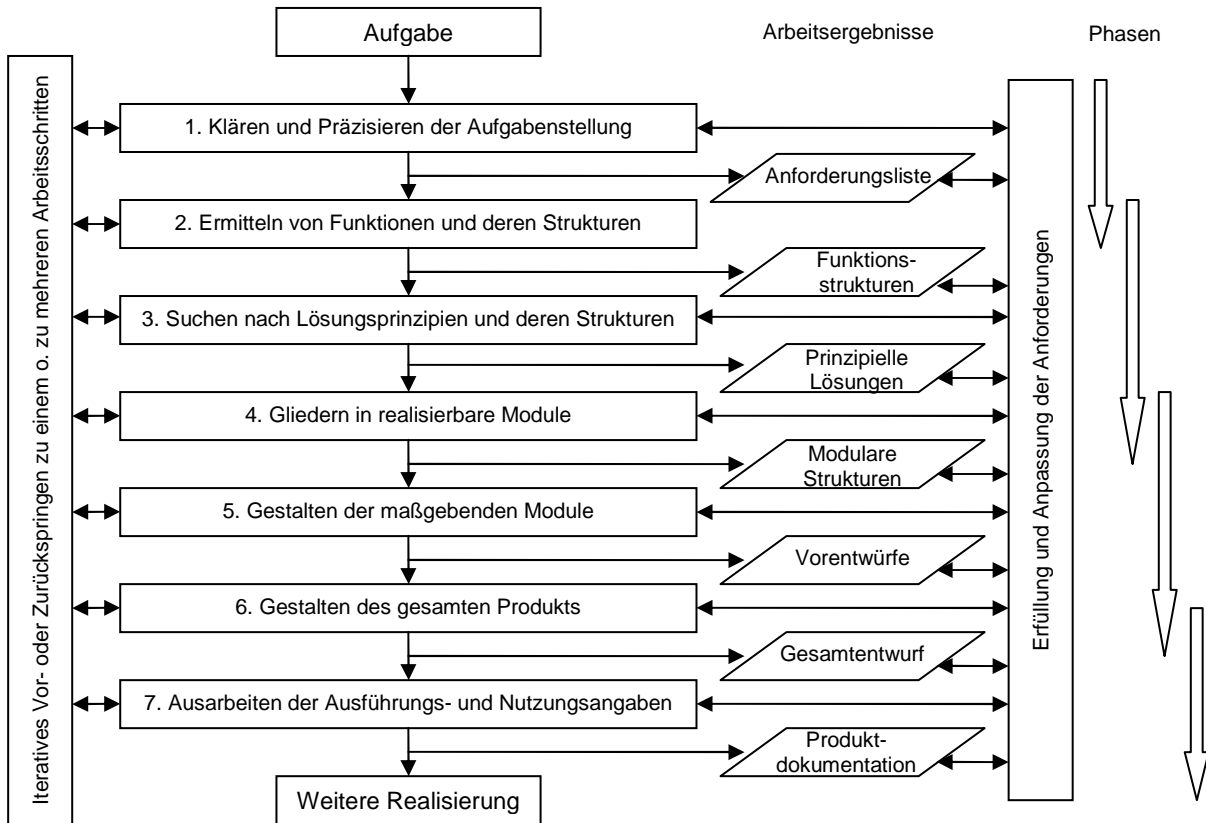 Aufgabe
Arbeitsergebnisse
Phasen
Iteratives Vor- oder Zurückspringen zu einem o. zu mehreren Arbeitsschritten
1. Klären und Präzisieren der Aufgabenstellung
Anforderungsliste
2. Ermitteln von Funktionen und deren Strukturen
Funktions-
strukturen
3. Suchen nach Lösungsprinzipien und deren Strukturen
Prinzipielle
Lösungen
4. Gliedern in realisierbare Module
Modulare
Strukturen
5. Gestalten der maßgebenden Module
Vorentwürfe
6. Gestalten des gesamten Produkts
Gesamtentwurf
7. Ausarbeiten der Ausführungs- und Nutzungsangaben
Produkt-
dokumentation
Weitere Realisierung
Erfüllung und Anpassung der Anforderungen